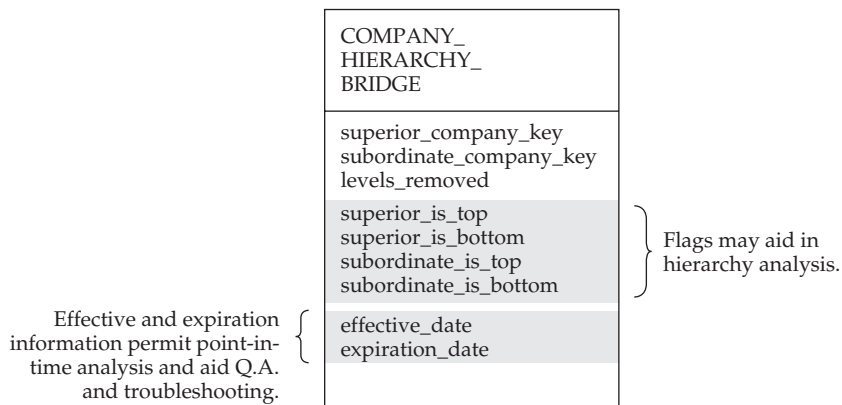 COMPANY_
HIERARCHY_
BRIDGE
superior_company_key
subordinate_company_key
levels_removed
superior_is_top
superior_is_bottom
subordinate_is_top
subordinate_is_bottom
Flags may aid in
hierarchy analysis.
Effective and expiration
information permit point-in-
time analysis and aid Q.A.
and troubleshooting.
effective_date
expiration_date